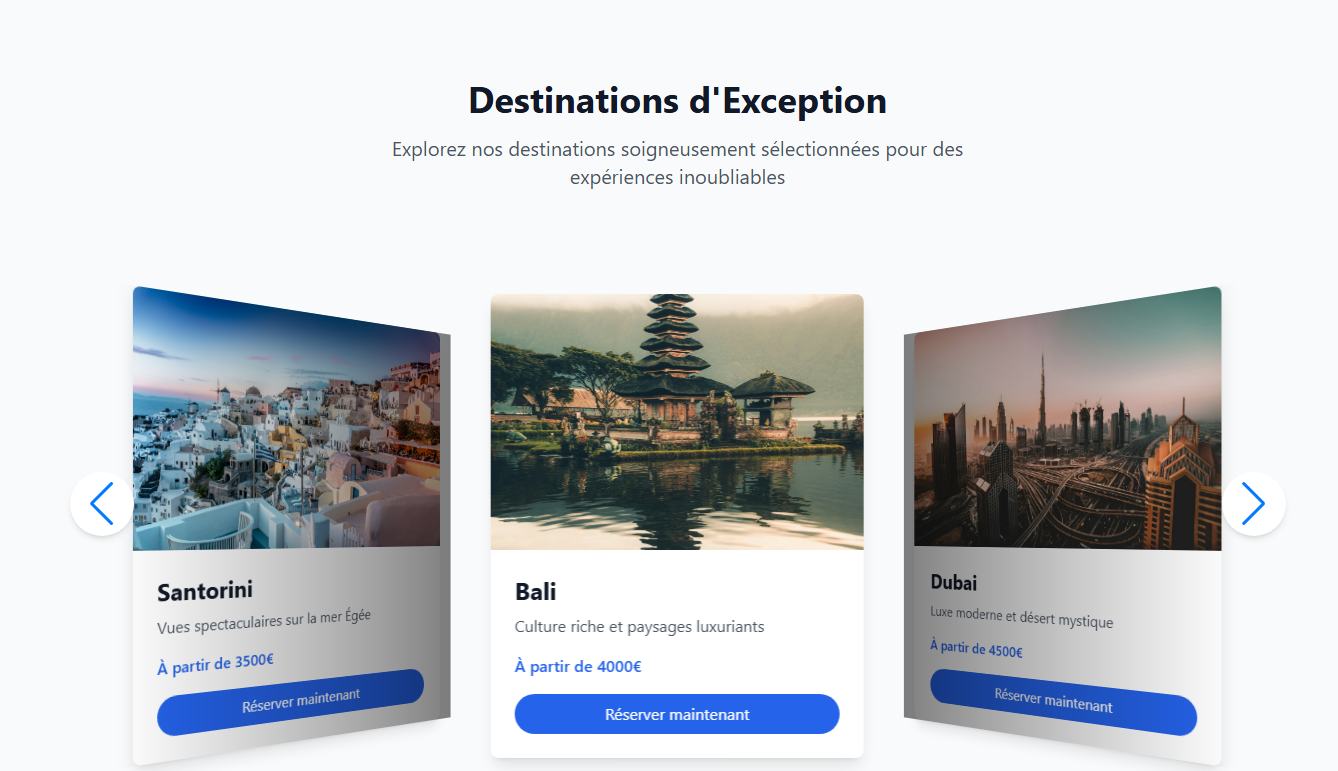 Destinations d'Exception
Explorez nos destinations soigneusement sélectionnées pour des
expériences inoubliables
Santorini
Vues spectaculaires sur la mer Égée
À partir de 3500€
Réserver maintenant
Bali
Culture riche et paysages luxuriants
À partir de 4000€
Réserver maintenant
Dubai
Luxe moderne et désert mystique
À partir de 4500€
Réserver maintenant